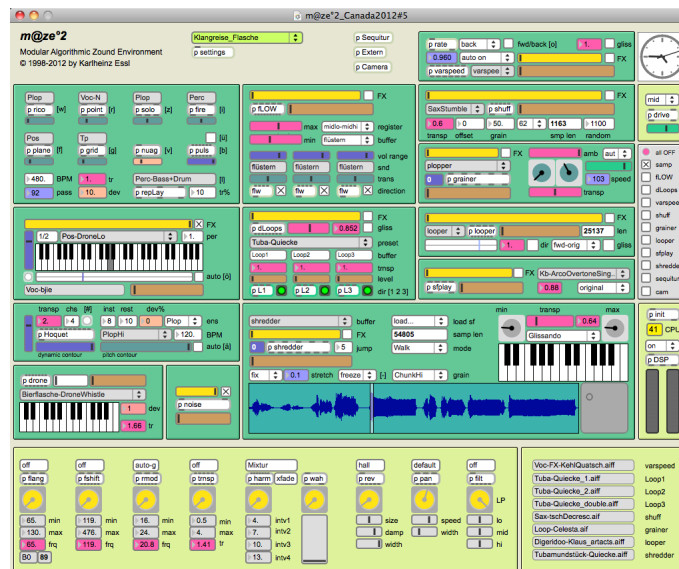 m@ze°2_Canada2012#5
m@ze°2
Modular Algorithmic Zound Environment
© 1998-2012 by Karlheinz Essl
Klangreise_Flasche
p settings
p Sequitur
p Extern
p Camera
p rate back fwd/back [o] 1. gliss
0.960 auto on FX
p varspeed varspee
Plop Voc-N Plop Perc
p rico [w] p point [r] p solo [z] p fire [i]
Pos Tp [ü]
p plane [f] p grid [g] p nuag [v] p puls [b]
480. BPM 1. tr Perc-Bass+Drum [l]
92 pass 10. dev p repLay 10 tr%
FX
p fLOW
max midlo-midhi register
min flüstern buffer
vol range
flüstern flüstern flüstern snd
trans
flw flw flw direction
FX
SaxStumble p shuff
0.6 0 50. 62 1163 1100
transp offset grain smp len random
FX amb aut
plopper
0 p grainer 103 speed
transp
mid
p drive
all OFF
samp
fLOW
dLoops
varspee
shuff
grainer
looper
sfplay
shredde
sequitur
cam
FX
1/2 Pos-DroneLo 1. per
auto [ö]
Voc-bjie
FX
p dLoops 0.852 gliss
Tuba-Quiecke preset
Loop1 Loop2 Loop3 buffer
1. 1. 1. trnsp
level
p L1 p L2 p L3 dir [1 2 3]
FX
looper p looper 25137 len
1. dir fwd-orig gliss
FX Kb-ArcoOvertoneSing..
p sfplay 0.88 original
transp chs [#] inst rest dev%
2. 4 8 10 0 Plop ens
p Hoquet PlopHi 120. BPM
auto [ä]
dynamic contour pitch contour
shredder buffer load... load sf
FX 54805 samp len
0 p shredder 5 jump Walk mode
fix 0.1 stretch freeze [-] ChunkHi grain
min transp max
0.64
Glissando
p init
41 CPU
on
p DSP
p drone
Bierflasche-DroneWhistle
1 dev
1.66 tr
p noise
off off auto-g off Mixtur hall default off
p flang p fshift p rmod p trnsp p harm xfade p wah p rev p pan p filt
LP
65. min 119. min 16. min 0.5 min 4. intv1 size speed lo
130. max 476. max 24. max 4. max 7. intv2 damp width mid
65. frq 119. frq 20.8 frq 1.41 tr 10. intv3 width hi
B0 89 13. intv4
Voc-FX-KehlQuatsch.aiff varspeed
Tuba-Quiecke_1.aiff Loop1
Tuba-Quiecke_2.aiff Loop2
Tuba-Quiecke_double.aiff Loop3
Sax-tschDecresc.aif shuff
Loop-Celesta.aif grainer
Digeridoo-Klaus_artacts.aiff looper
Tubamundstück-Quiecke.aiff shredder